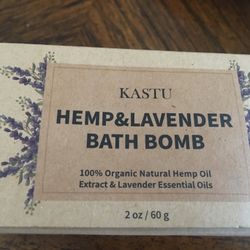 KASTU
HEMP&LAVENDER
BATH BOMB
100% Organic Natural Hemp Oil
Extract & Lavender Essential Oils
2 oz / 60 g